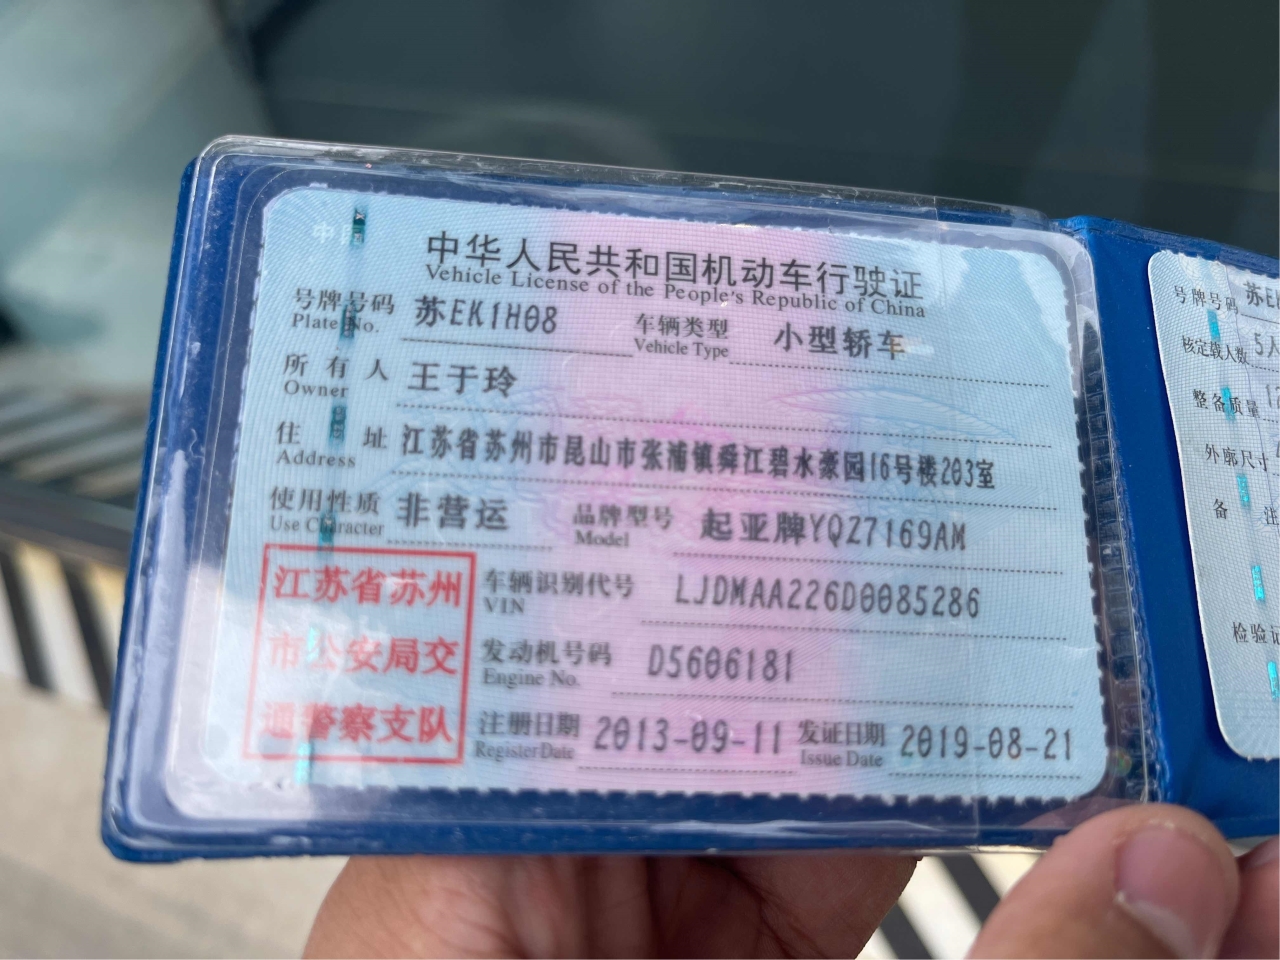 中华人民共和国机动车行驶证
Vehicle License of the People's Republic of China
号牌号码 苏EK1H08 车辆类型 小型轿车
Plate No. Vehicle Type
所有人 王于玲
Owner
住址 江苏省苏州市昆山市张浦镇舜江碧水豪园16号楼203室
Address
使用性质 非营运 品牌型号 起亚牌YQZ7169AM
Use Character Model
车辆识别代号 LJDMAA226D0085286
VIN
发动机号码 D5606181
Engine No.
注册日期 2013-09-11 发证日期 2019-08-21
Register Date Issue Date
江苏省苏州
市公安局交
通警察支队
号牌号码
核定载人数 5人
整备质量
外廓尺寸
备注